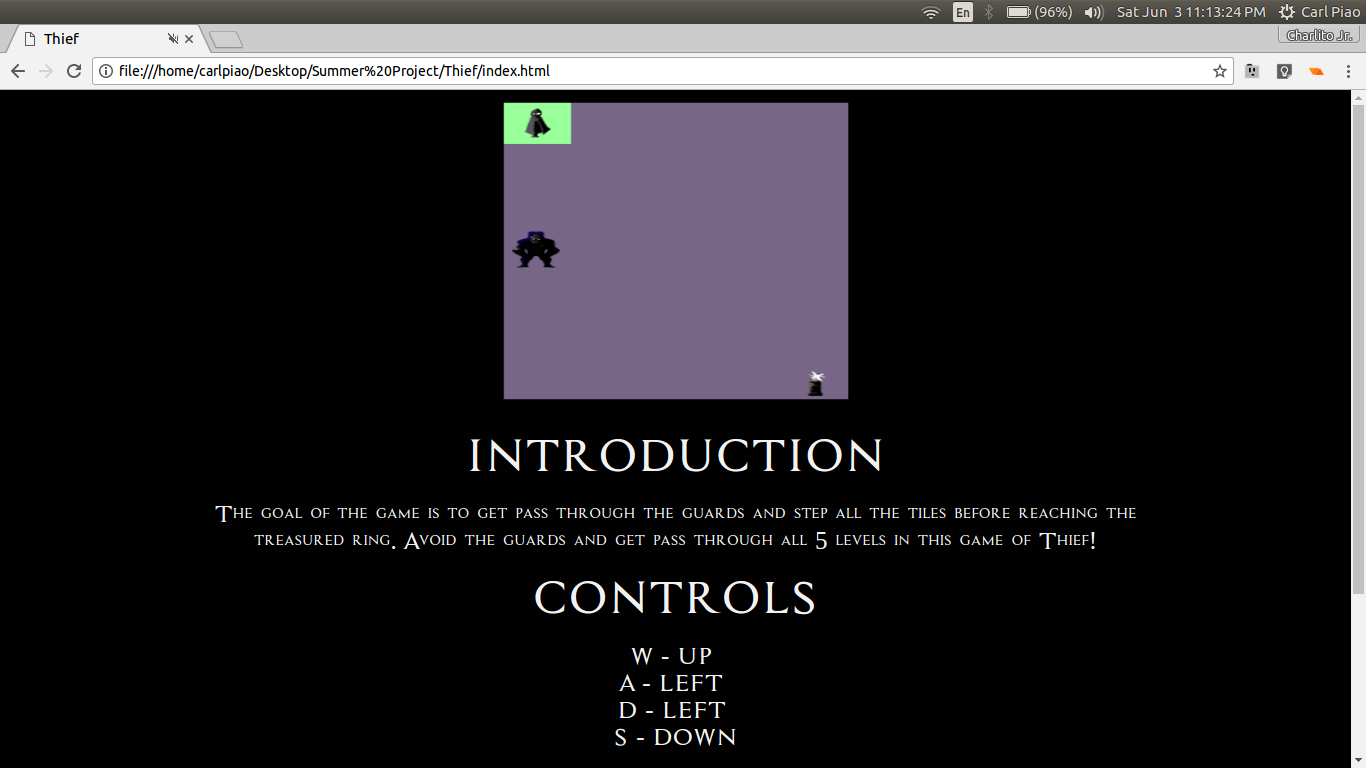 En (96%) Sat Jun 3 11:13:24 PM Carl Piao
Thief Charlito Jr.
file:///home/carlpiao/Desktop/Summer%20Project/Thief/index.html
INTRODUCTION
The goal of the game is to get pass through the guards and step all the tiles before reaching the
treasured ring. Avoid the guards and get pass through all 5 levels in this game of Thief!
CONTROLS
W - UP
A - LEFT
D - LEFT
S - DOWN